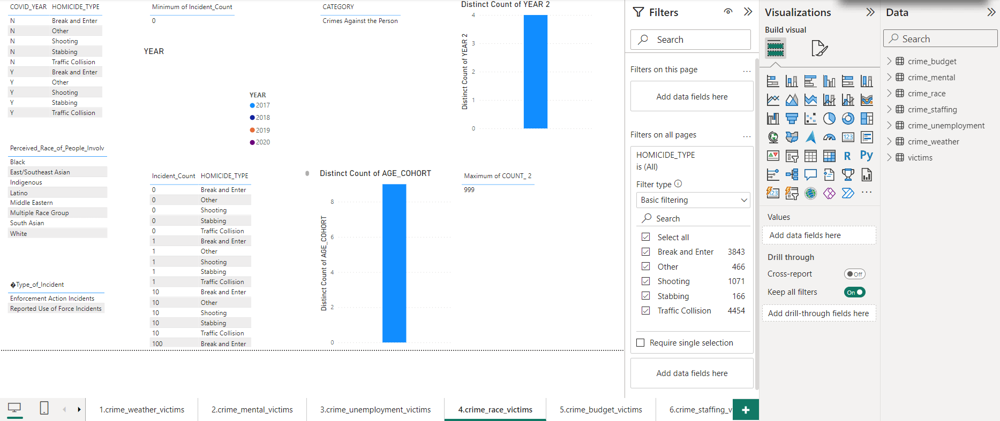 COVID_YEAR HOMICIDE_TYPE
N Break and Enter
N Other
N Shooting
N Stabbing
N Traffic Collision
Y Break and Enter
Y Other
Y Shooting
Y Stabbing
Y Traffic Collision
Perceived_Race_of_People_Involv
Black
East/Southeast Asian
Indigenous
Latino
Middle Eastern
Multiple Race Group
South Asian
White
�Type_of_Incident
Enforcement Action Incidents
Reported Use of Force Incidents
Minimum of Incident_Count
0
YEAR
YEAR
2017
2018
2019
2020
Incident_Count HOMICIDE_TYPE
0 Break and Enter
0 Other
0 Shooting
0 Stabbing
0 Traffic Collision
1 Break and Enter
1 Other
1 Shooting
1 Stabbing
1 Traffic Collision
10 Break and Enter
10 Other
10 Shooting
10 Stabbing
10 Traffic Collision
100 Break and Enter
CATEGORY
Crimes Against the Person
Distinct Count of AGE_COHORT
Distinct Count of AGE_COHORT
8
6
4
2
0
Distinct Count of YEAR 2
Distinct Count of YEAR 2
4
3
2
1
0
Maximum of COUNT_ 2
999
Filters
Search
Filters on this page ...
Add data fields here
Filters on all pages ...
HOMICIDE_TYPE
is (All)
Filter type
Basic filtering
Search
Select all
Break and Enter 3843
Other 466
Shooting 1071
Stabbing 166
Traffic Collision 4454
Require single selection
Add data fields here
Visualizations
Build visual
123
R
Py
123
...
Values
Add data fields here
Drill through
Cross-report Off
Keep all filters On
Add drill-through fields here
Data
Search
crime_budget
crime_mental
crime_race
crime_staffing
crime_unemployment
crime_weather
victims
1.crime_weather_victims
2.crime_mental_victims
3.crime_unemployment_victims
4.crime_race_victims
5.crime_budget_victims
6.crime_staffing_v
+